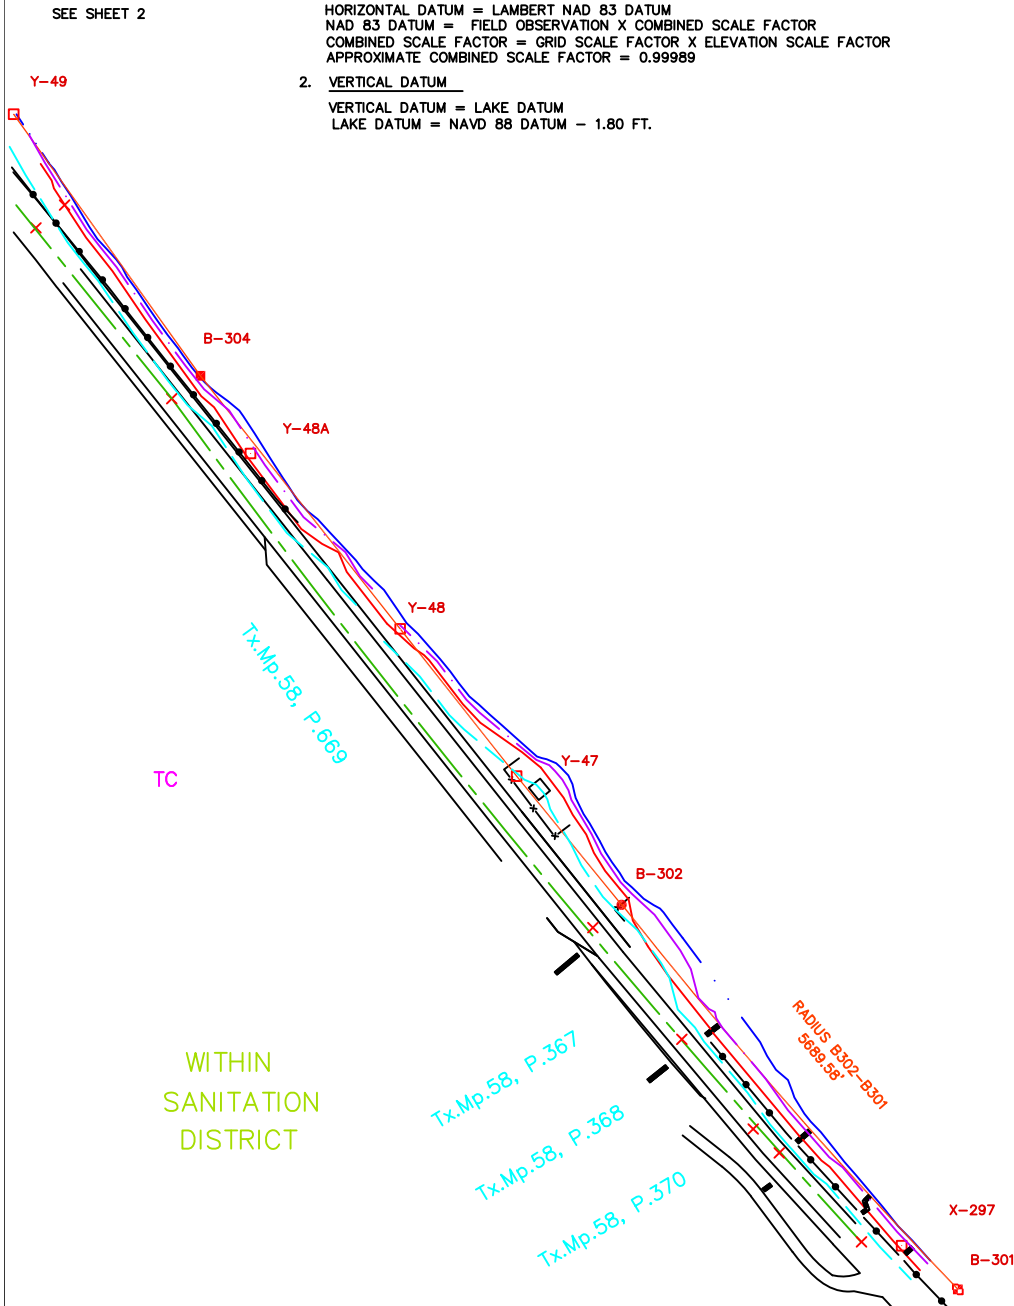 SEE SHEET 2
HORIZONTAL DATUM = LAMBERT NAD 83 DATUM
NAD 83 DATUM = FIELD OBSERVATION X COMBINED SCALE FACTOR
COMBINED SCALE FACTOR = GRID SCALE FACTOR X ELEVATION SCALE FACTOR
APPROXIMATE COMBINED SCALE FACTOR = 0.99989
2. VERTICAL DATUM
VERTICAL DATUM = LAKE DATUM
LAKE DATUM = NAVD 88 DATUM - 1.80 FT.
Y-49
B-304
Y-48A
Y-48
Tx.Mp.58, P.669
TC
Y-47
B-302
RADIUS B302-B301
5689.58'
WITHIN
SANITATION
DISTRICT
Tx.Mp.58, P.367
Tx.Mp.58, P.368
Tx.Mp.58, P.370
X-297
B-301